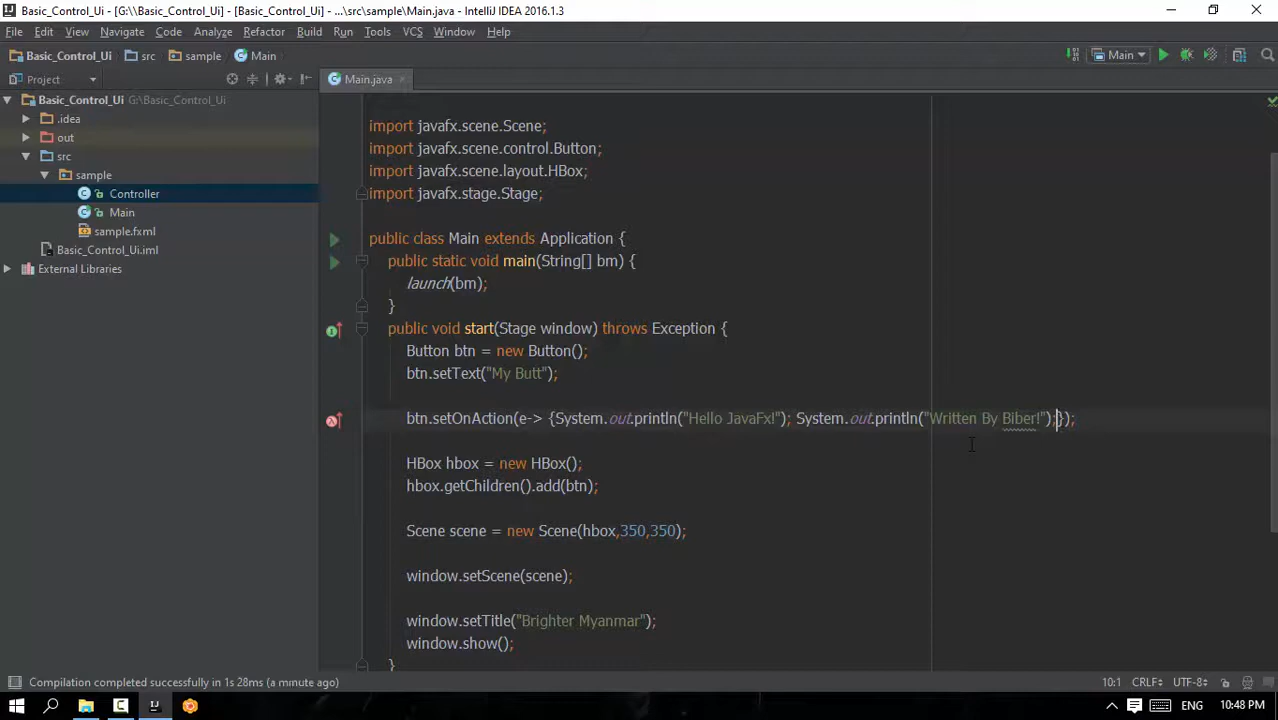 Basic_Control_Ui - [G:\\Basic_Control_Ui] - [Basic_Control_Ui] - ...\src\sample\Main.java - IntelliJ IDEA 2016.1.3
File Edit View Navigate Code Analyze Refactor Build Run Tools VCS Window Help
Basic_Control_Ui src sample Main Main
Project Main.java
Basic_Control_Ui G:\Basic_Control_Ui
.idea
out
src
sample
Controller
Main
sample.fxml
Basic_Control_Ui.iml
External Libraries
import javafx.scene.Scene;
import javafx.scene.control.Button;
import javafx.scene.layout.HBox;
import javafx.stage.Stage;
public class Main extends Application {
public static void main(String[] bm) {
launch(bm);
}
public void start(Stage window) throws Exception {
Button btn = new Button();
btn.setText("My Butt");
btn.setOnAction(e-> {System.out.println("Hello JavaFx!"); System.out.println("Written By Biber!");});
HBox hbox = new HBox();
hbox.getChildren().add(btn);
Scene scene = new Scene(hbox,350,350);
window.setScene(scene);
window.setTitle("Brighter Myanmar");
window.show();
}
Compilation completed successfully in 1s 28ms (a minute ago) 10:1 CRLF÷ UTF-8÷
ENG 10:48 PM